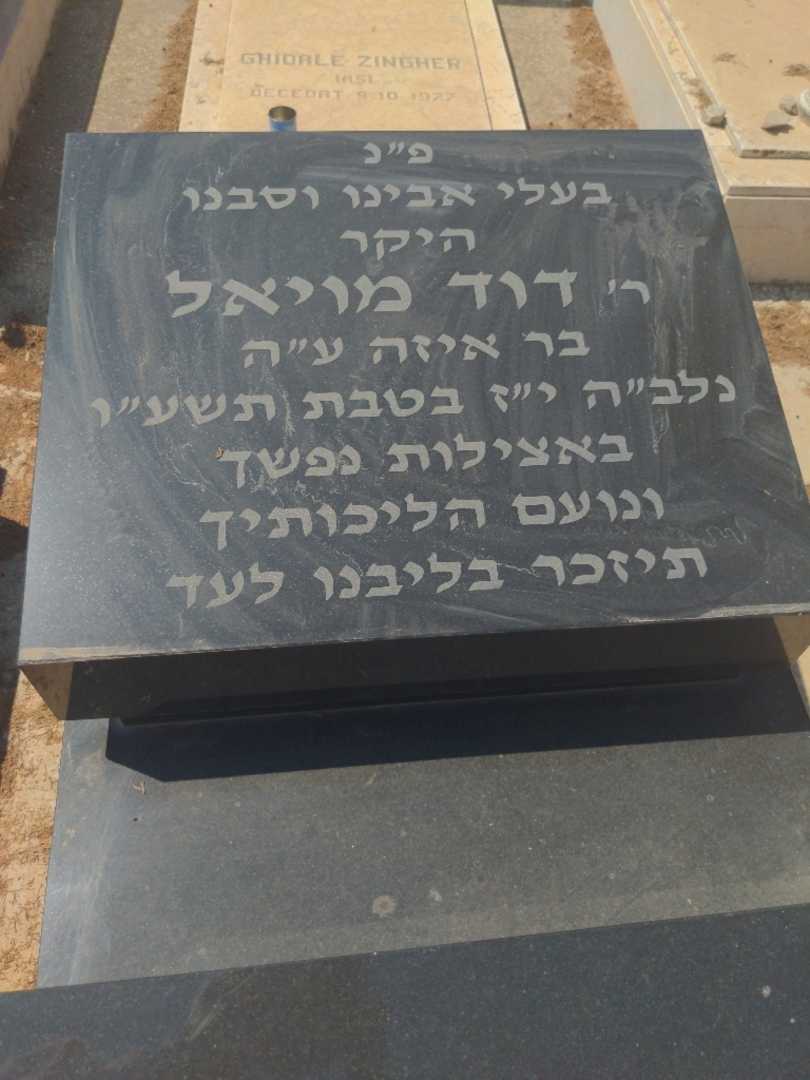 GHIDALE ZINGHER
IASI
DECEDAT 9·10·1977
פ״נ
בעלי אבינו וסבנו
היקר
ר׳ דוד מויאל
בר איזה ע״ה
נלב״ה י״ז בטבת תשע״ו
באצילות נפשך
ונועם הליכותיך
תיזכר בליבנו לעד